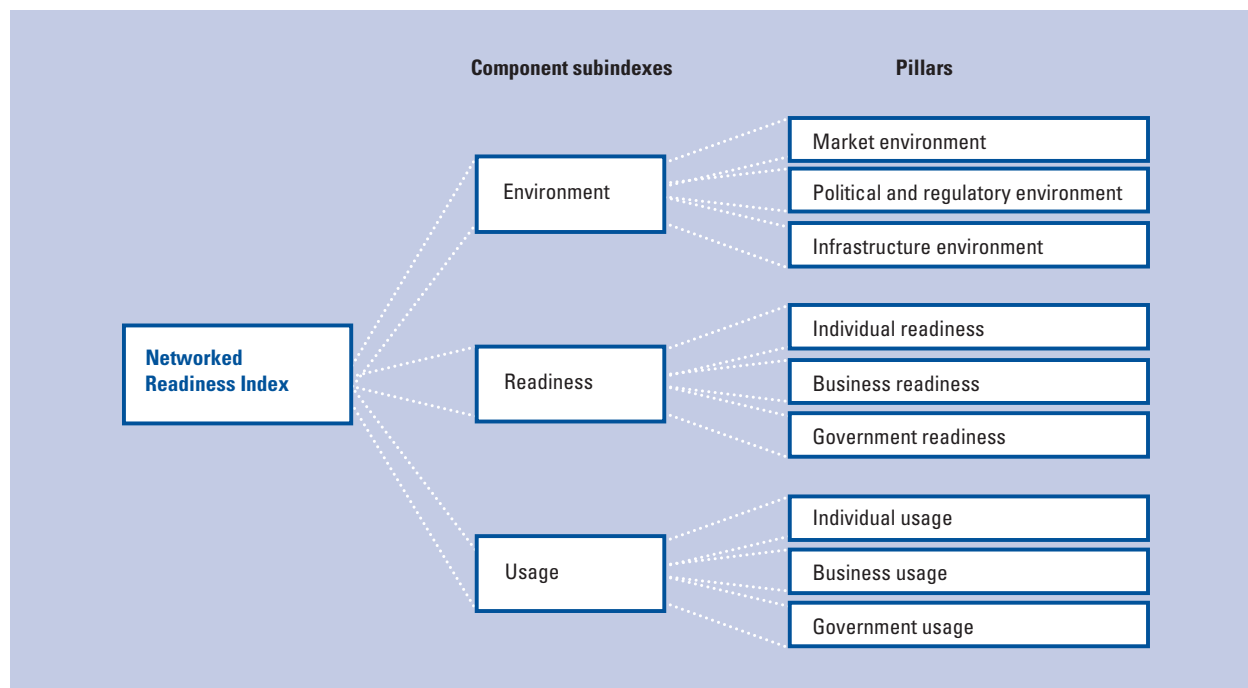 Component subindexes
Pillars
Market environment
Environment
Political and regulatory environment
Infrastructure environment
Networked
Readiness Index
Individual readiness
Readiness
Business readiness
Government readiness
Individual usage
Usage
Business usage
Government usage